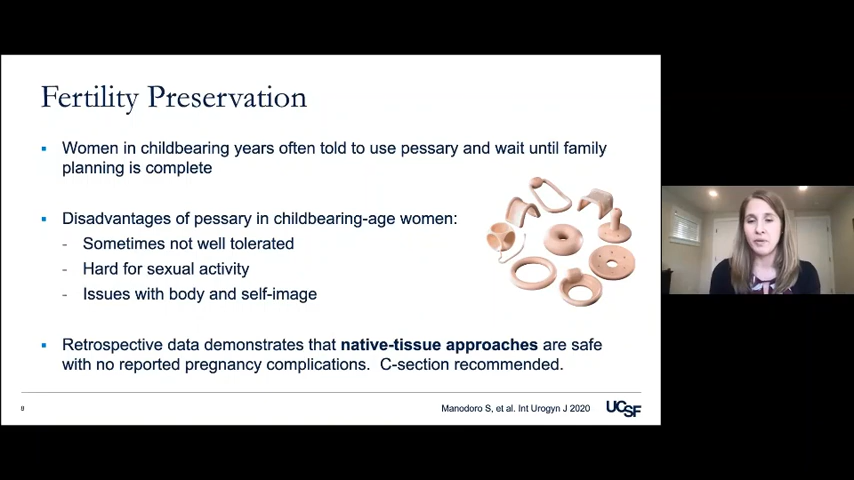 Fertility Preservation
▪ Women in childbearing years often told to use pessary and wait until family
planning is complete
▪ Disadvantages of pessary in childbearing-age women:
- Sometimes not well tolerated
- Hard for sexual activity
- Issues with body and self-image
▪ Retrospective data demonstrates that native-tissue approaches are safe
with no reported pregnancy complications. C-section recommended.
Manodoro S, et al. Int Urogyn J 2020
UCSF